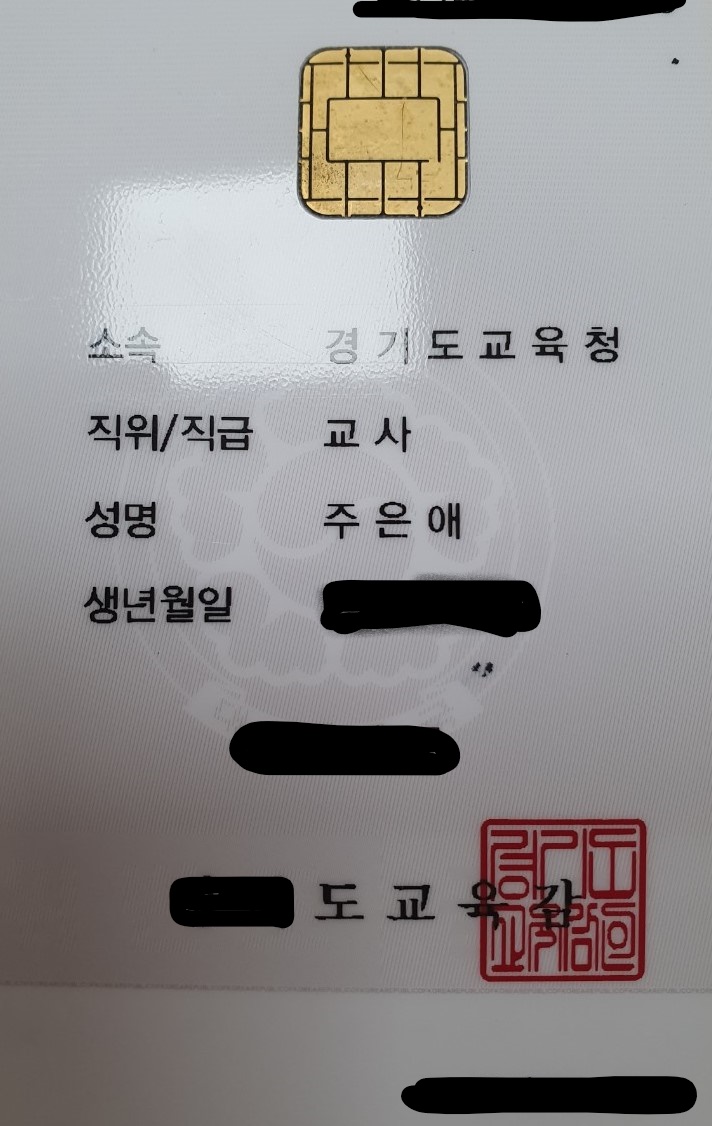 소속 경기도교육청
직위/직급 교사
성명 주은애
생년월일
도교육감